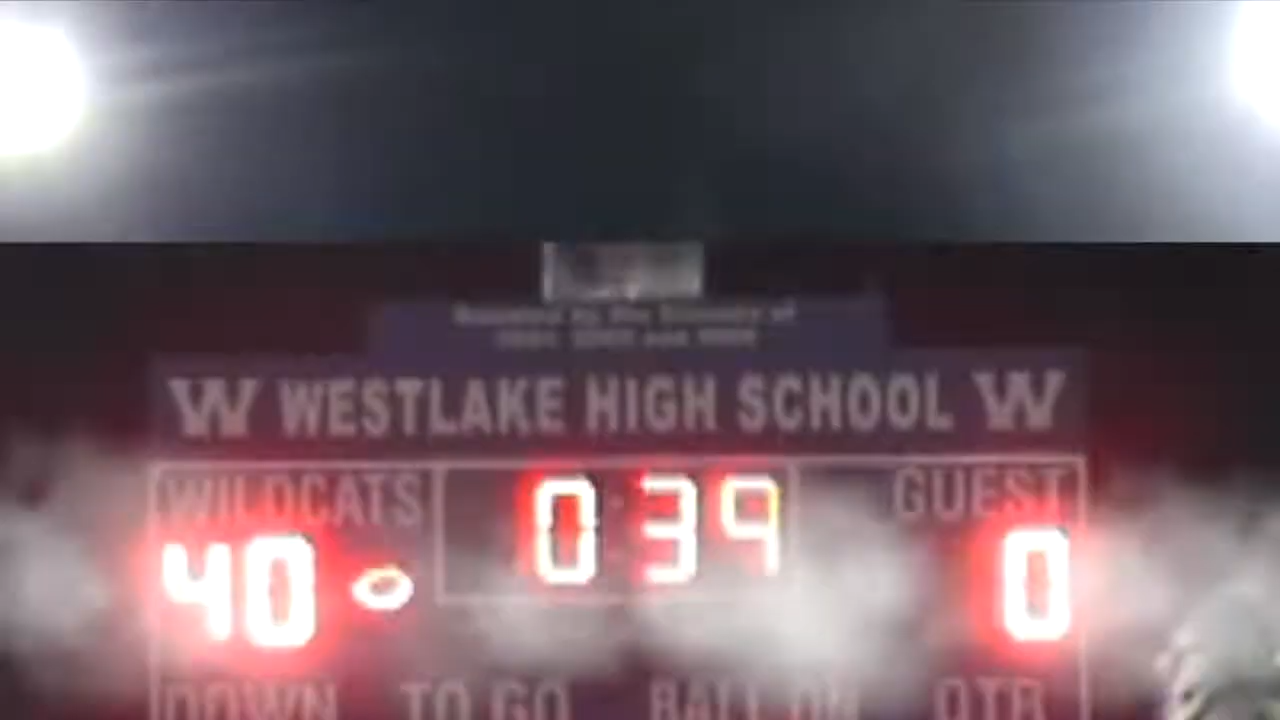 W WESTLAKE HIGH SCHOOL W
WILDCATS 0:39 GUEST
40 0
DOWN TO GO BALL ON QTR